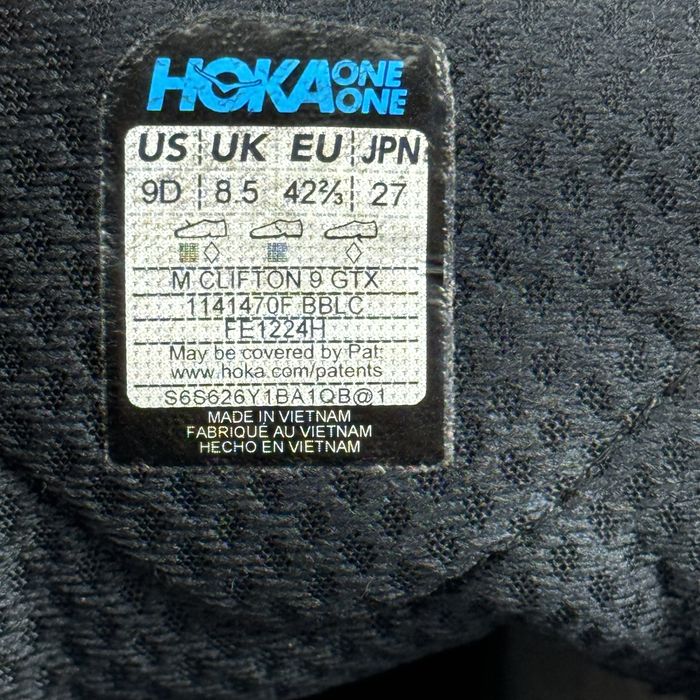 HOKA ONE ONE
US UK EU JPN
9D 8.5 42⅔ 27
M CLIFTON 9 GTX
1141470F BBLC
FE1224H
May be covered by Pat:
www.hoka.com/patents
S6S626Y1BA1QB@1
MADE IN VIETNAM
FABRIQUÉ AU VIETNAM
HECHO EN VIETNAM